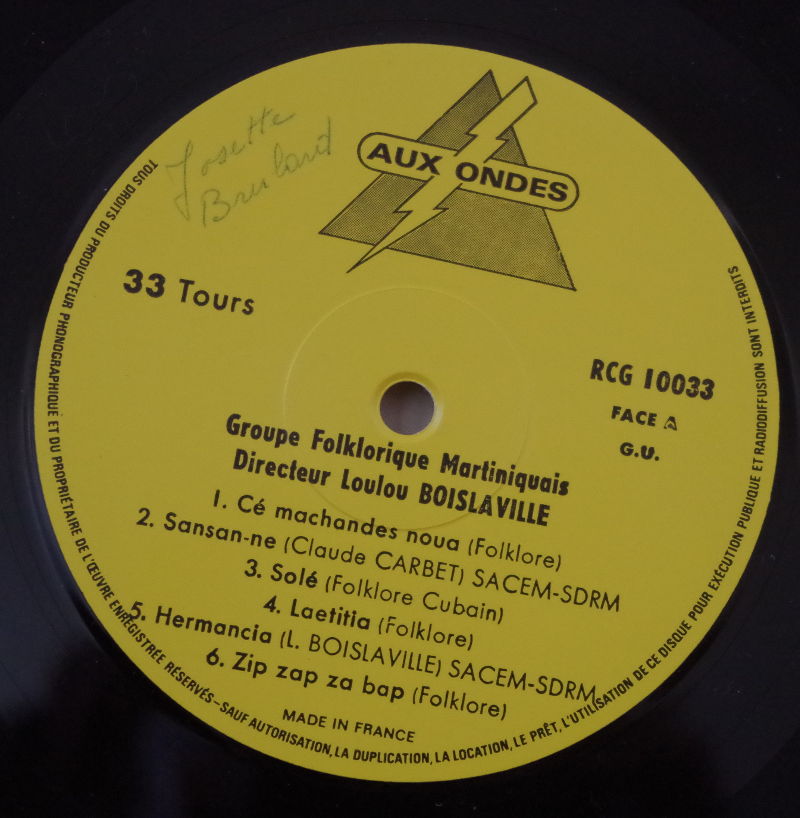 Josette
Brulard
AUX ONDES
33 Tours
RCG 10033
FACE A
G.U.
Groupe Folklorique Martiniquais
Directeur Loulou BOISLAVILLE
1. Cé machandes noua (Folklore)
2. Sansan-ne (Claude CARBET) SACEM-SDRM
3. Solé (Folklore Cubain)
4. Laetitia (Folklore)
5. Hermancia (L. BOISLAVILLE) SACEM-SDRM
6. Zip zap za bap (Folklore)
MADE IN FRANCE
TOUS DROITS DU PRODUCTEUR PHONOGRAPHIQUE ET DU PROPRIÉTAIRE DE L'ŒUVRE ENREGISTRÉE RÉSERVÉS - SAUF AUTORISATION, LA DUPLICATION, LA LOCATION, LE PRÊT, L'UTILISATION DE CE DISQUE POUR EXÉCUTION PUBLIQUE ET RADIODIFFUSION SONT INTERDITS